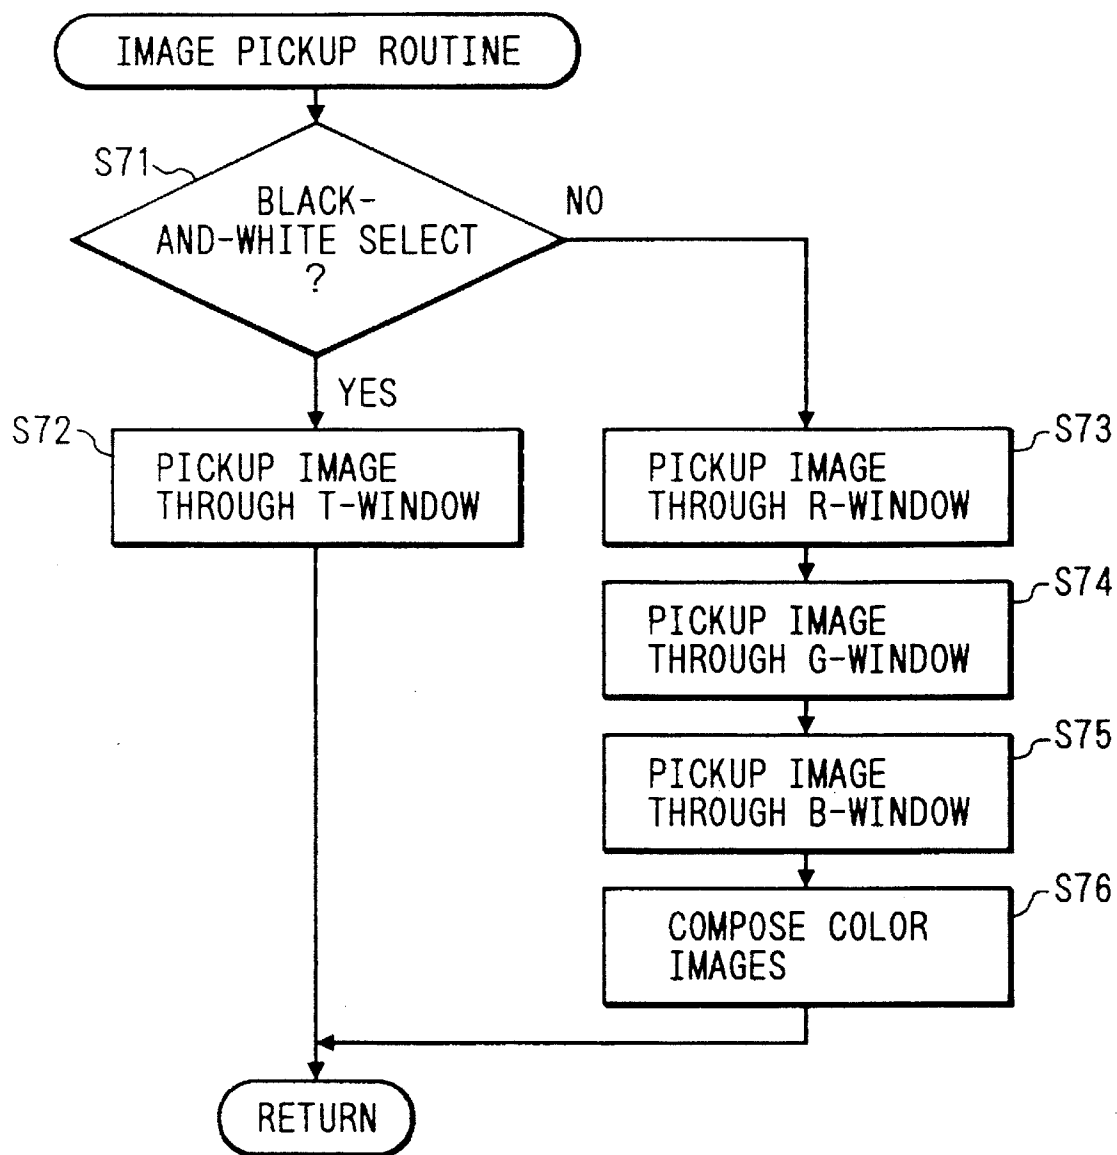 IMAGE PICKUP ROUTINE
S71
BLACK-
AND-WHITE SELECT
?
NO
YES
S72
PICKUP IMAGE
THROUGH T-WINDOW
S73
PICKUP IMAGE
THROUGH R-WINDOW
S74
PICKUP IMAGE
THROUGH G-WINDOW
S75
PICKUP IMAGE
THROUGH B-WINDOW
S76
COMPOSE COLOR
IMAGES
RETURN